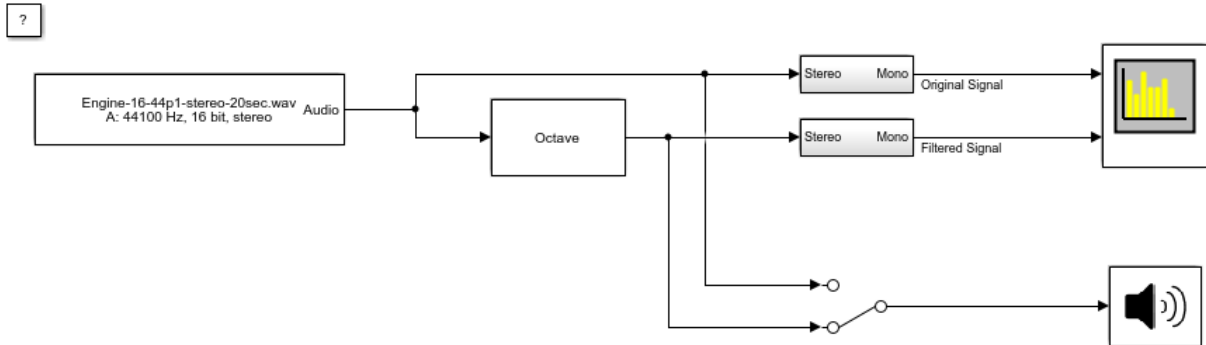 ?
Engine-16-44p1-stereo-20sec.wav
A: 44100 Hz, 16 bit, stereo
Audio
Octave
Stereo Mono
Original Signal
Stereo Mono
Filtered Signal